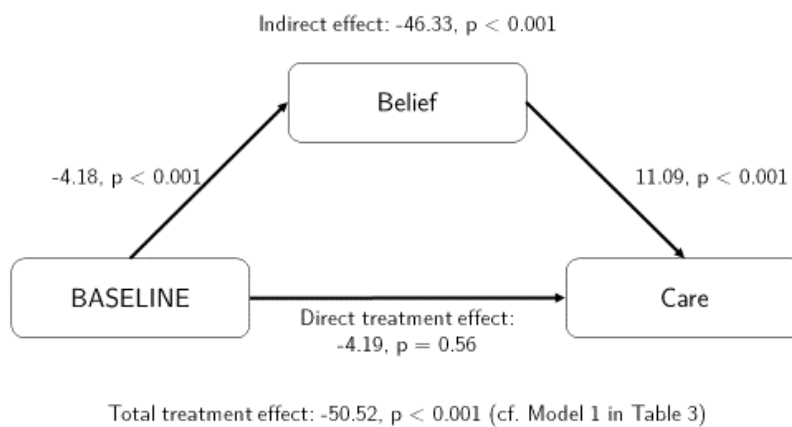 Indirect effect: -46.33, p < 0.001
Belief
-4.18, p < 0.001
11.09, p < 0.001
BASELINE
Care
Direct treatment effect:
-4.19, p = 0.56
Total treatment effect: -50.52, p < 0.001 (cf. Model 1 in Table 3)